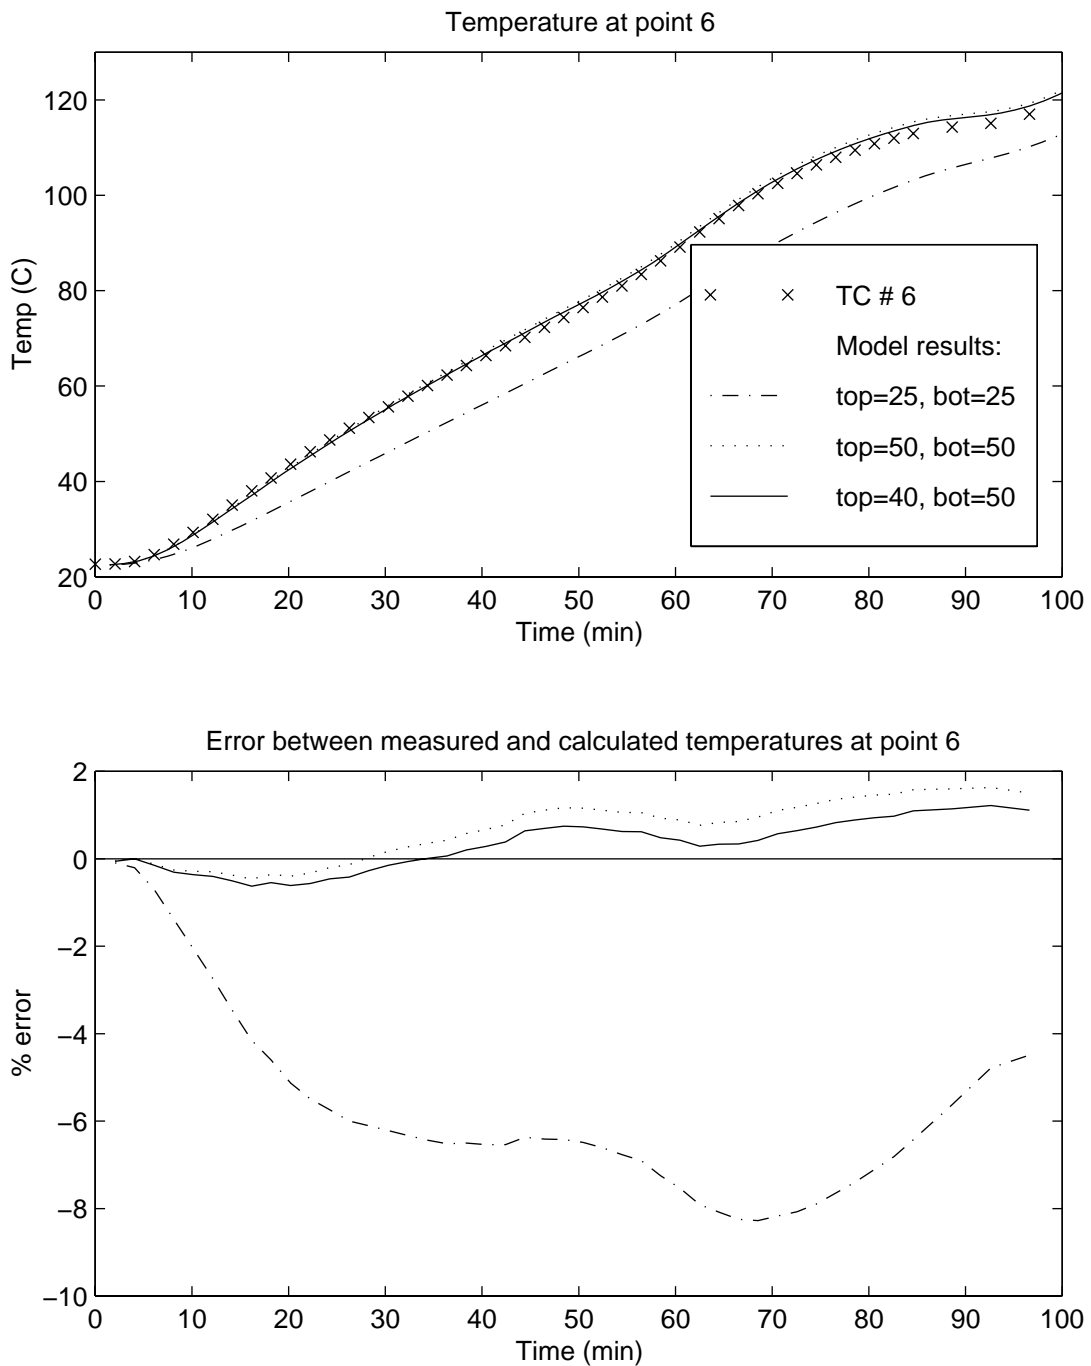 Temperature at point 6
120
100
80
60
40
20
Temp (C)
TC # 6
Model results:
top=25, bot=25
top=50, bot=50
top=40, bot=50
0 10 20 30 40 50 60 70 80 90 100
Time (min)
Error between measured and calculated temperatures at point 6
2
0
−2
−4
−6
−8
−10
% error
0 10 20 30 40 50 60 70 80 90 100
Time (min)